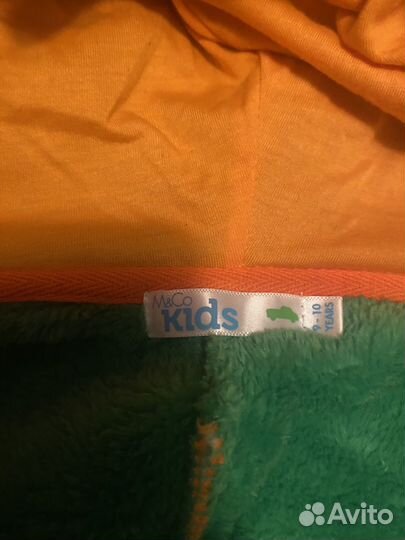 M&Co
Kids
9 - 10
YEARS
Avito